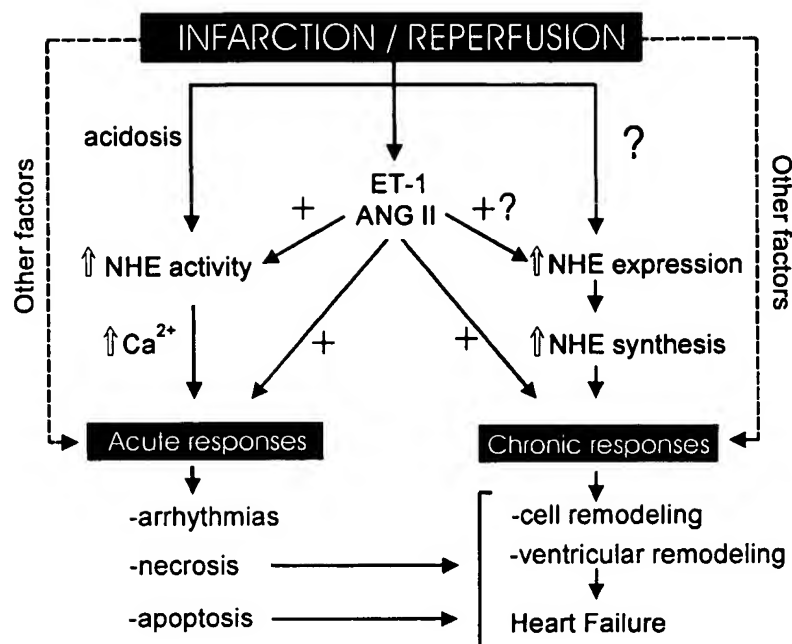 INFARCTION / REPERFUSION
Other factors
acidosis
?
Other factors
ET-1
ANG II
+
+?
⇧ NHE activity
⇧ NHE expression
⇧ Ca²⁺
+
+
⇧ NHE synthesis
Acute responses
Chronic responses
-arrhythmias
-cell remodeling
-necrosis
-ventricular remodeling
-apoptosis
Heart Failure